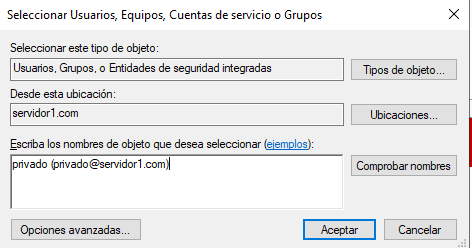 Seleccionar Usuarios, Equipos, Cuentas de servicio o Grupos
Seleccionar este tipo de objeto:
Usuarios, Grupos, o Entidades de seguridad integradas
Tipos de objeto...
Desde esta ubicación:
servidor1.com
Ubicaciones...
Escriba los nombres de objeto que desea seleccionar (ejemplos):
privado (privado@servidor1.com)
Comprobar nombres
Opciones avanzadas...
Aceptar
Cancelar